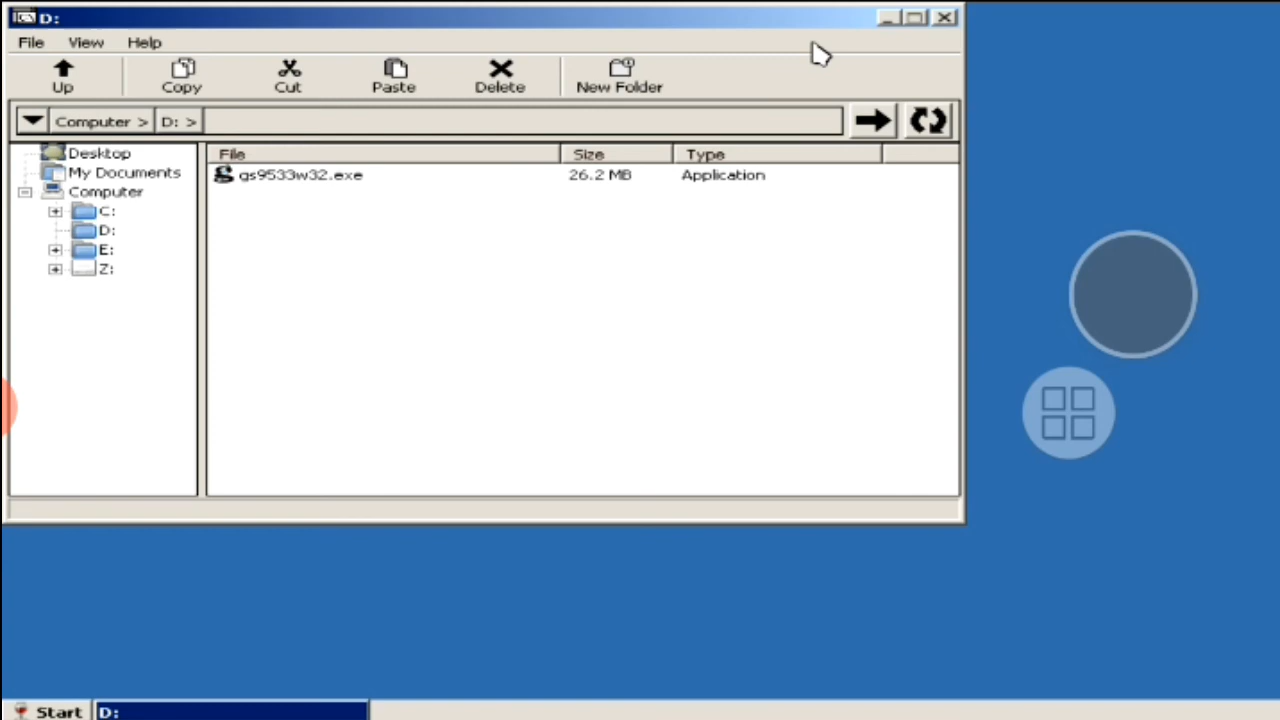 D:
File View Help
Up Copy Cut Paste Delete New Folder
Computer > D: >
Desktop
My Documents
Computer
C:
D:
E:
Z:
File Size Type
gs9533w32.exe 26.2 MB Application
Start D: